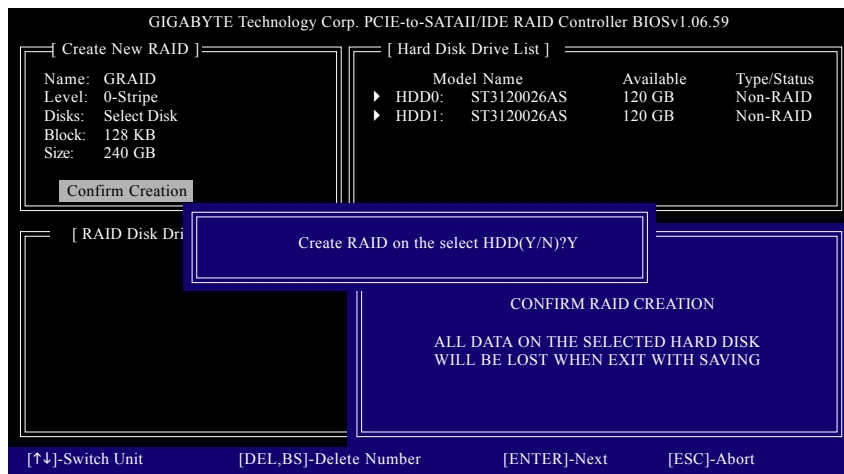 GIGABYTE Technology Corp. PCIE-to-SATAII/IDE RAID Controller BIOSv1.06.59
[ Create New RAID ]
Name: GRAID
Level: 0-Stripe
Disks: Select Disk
Block: 128 KB
Size: 240 GB
Confirm Creation
[ Hard Disk Drive List ]
Model Name Available Type/Status
HDD0: ST3120026AS 120 GB Non-RAID
HDD1: ST3120026AS 120 GB Non-RAID
[ RAID Disk Dri
Create RAID on the select HDD(Y/N)?Y
CONFIRM RAID CREATION
ALL DATA ON THE SELECTED HARD DISK
WILL BE LOST WHEN EXIT WITH SAVING
[↑↓]-Switch Unit [DEL,BS]-Delete Number [ENTER]-Next [ESC]-Abort